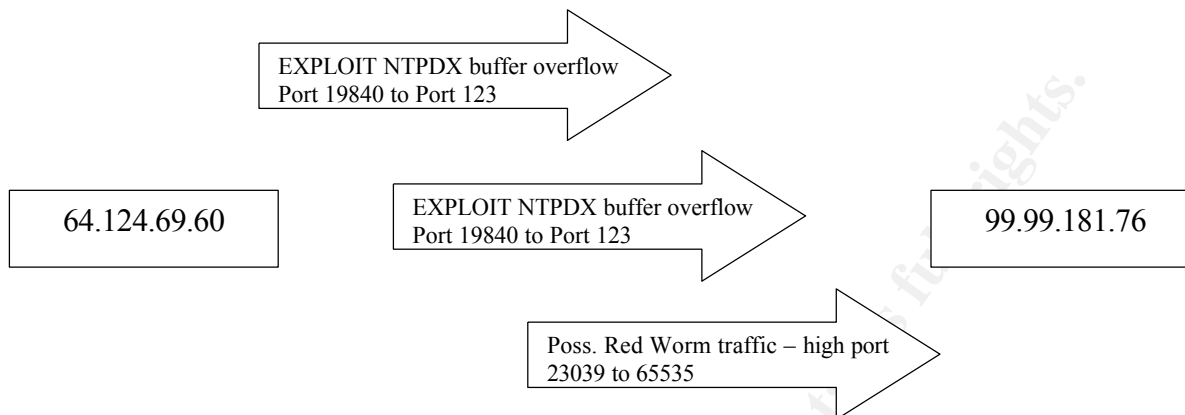 EXPLOIT NTPDX buffer overflow
Port 19840 to Port 123
64.124.69.60
EXPLOIT NTPDX buffer overflow
Port 19840 to Port 123
99.99.181.76
Poss. Red Worm traffic – high port
23039 to 65535
rights.